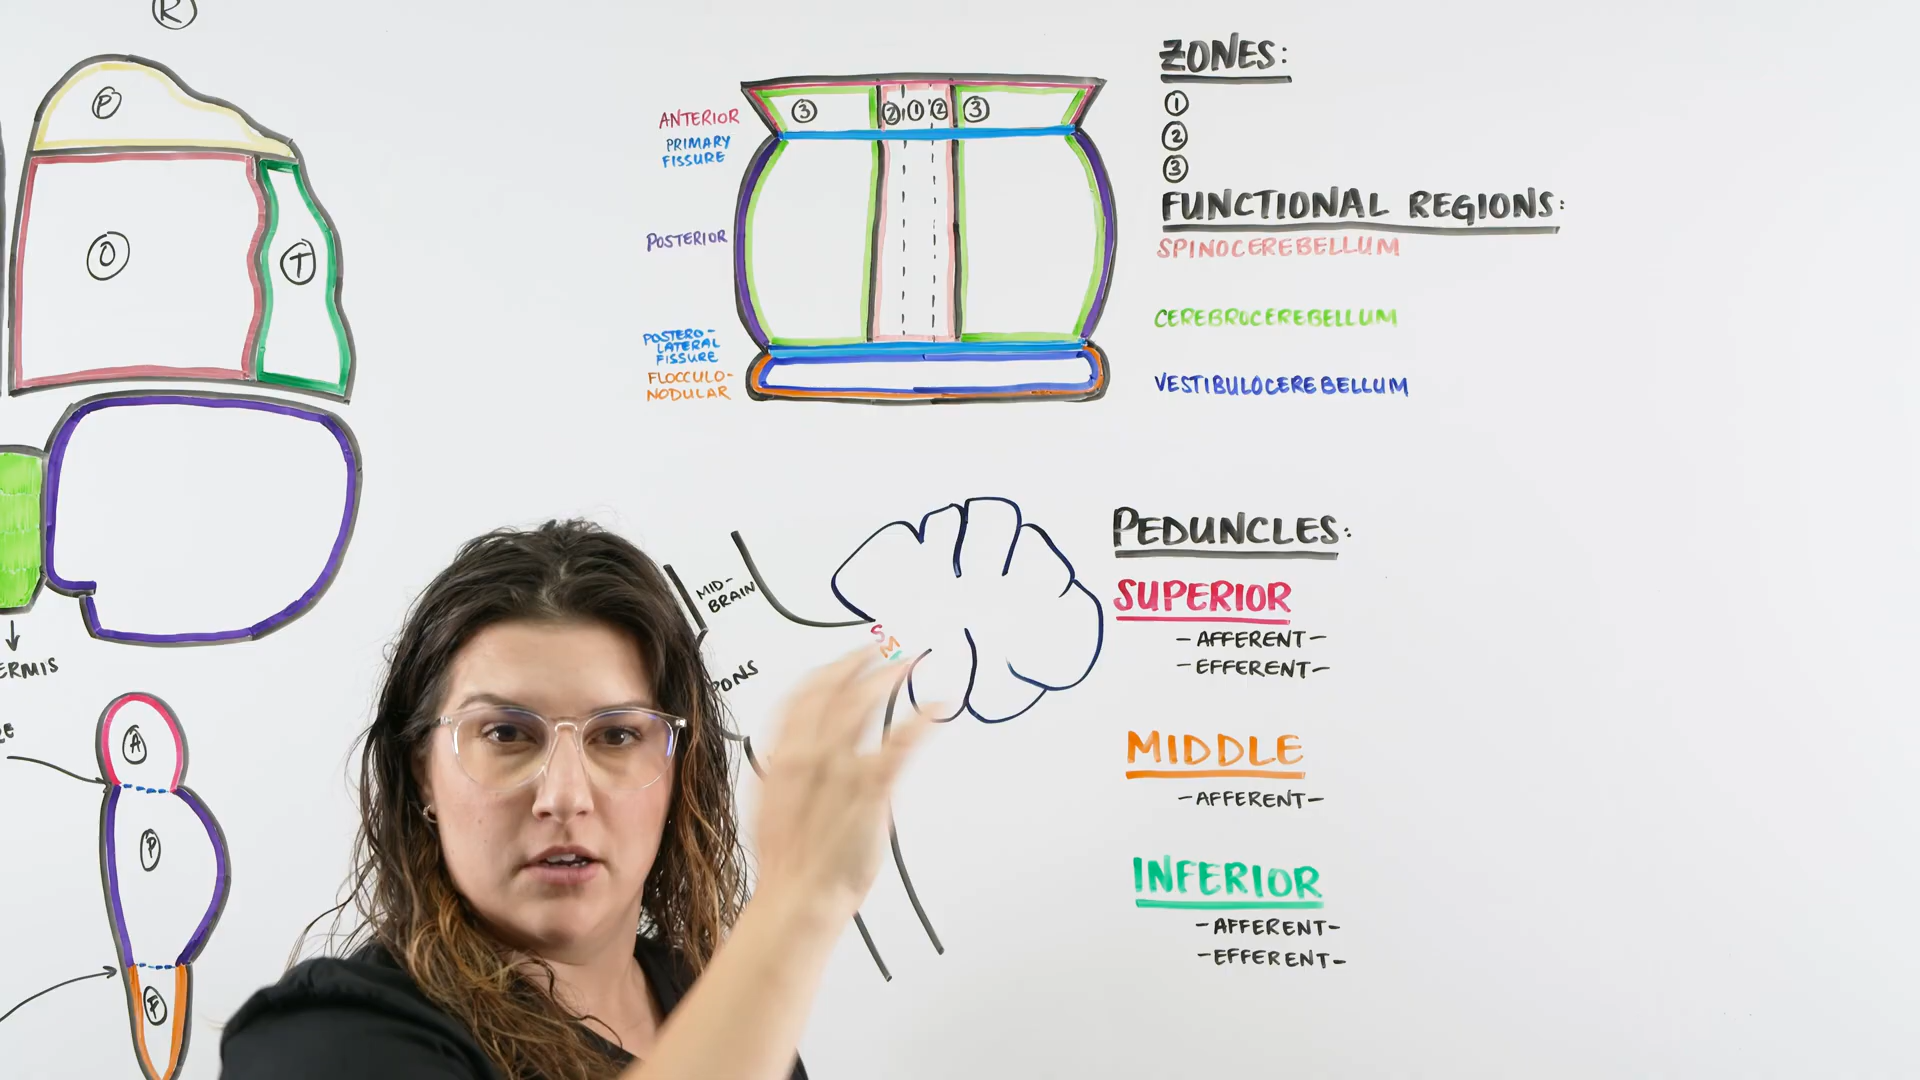 R
P
O
T
ERMIS
A
P
F
ANTERIOR
PRIMARY
FISSURE
POSTERIOR
POSTERO-
LATERAL
FISSURE
FLOCCULO-
NODULAR
3 2 1 2 3
ZONES:
1
2
3
FUNCTIONAL REGIONS:
SPINOCEREBELLUM
CEREBROCEREBELLUM
VESTIBULOCEREBELLUM
MID-
BRAIN
PONS
S
M
PEDUNCLES:
SUPERIOR
-AFFERENT-
-EFFERENT-
MIDDLE
-AFFERENT-
INFERIOR
-AFFERENT-
-EFFERENT-